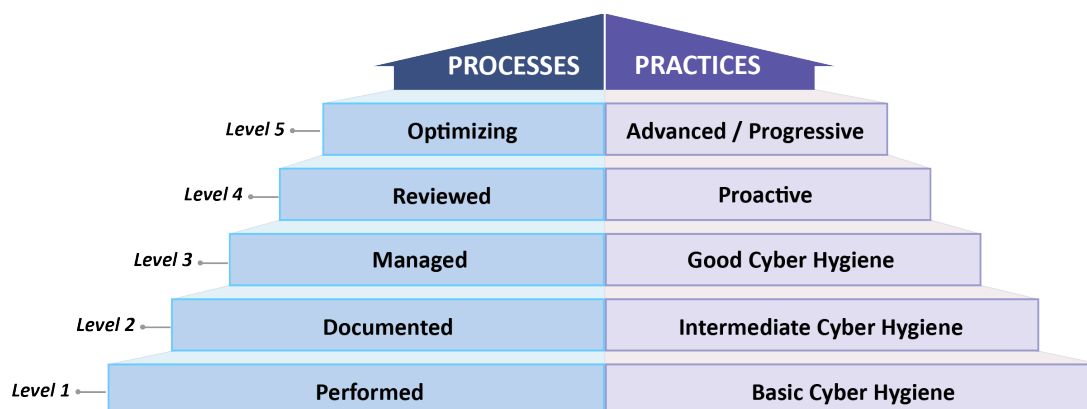 PROCESSES PRACTICES
Level 5 Optimizing Advanced / Progressive
Level 4 Reviewed Proactive
Level 3 Managed Good Cyber Hygiene
Level 2 Documented Intermediate Cyber Hygiene
Level 1 Performed Basic Cyber Hygiene